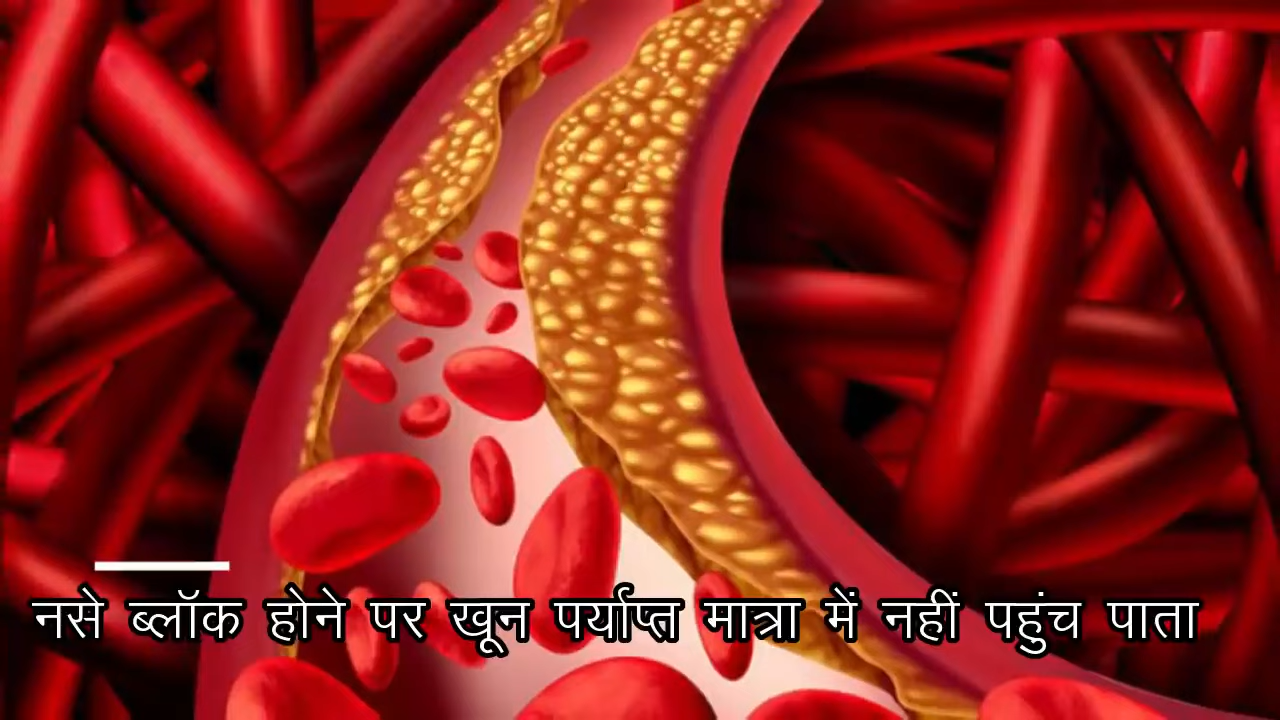 नसे ब्लॉक होने पर खून पर्याप्त मात्रा में नहीं पहुंच पाता